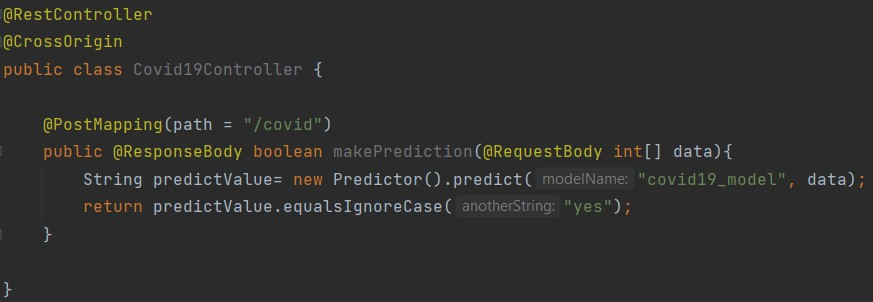 @RestController
@CrossOrigin
public class Covid19Controller {
@PostMapping(path = "/covid")
public @ResponseBody boolean makePrediction(@RequestBody int[] data){
String predictValue= new Predictor().predict( modelName: "covid19_model", data);
return predictValue.equalsIgnoreCase( anotherString: "yes");
}
}